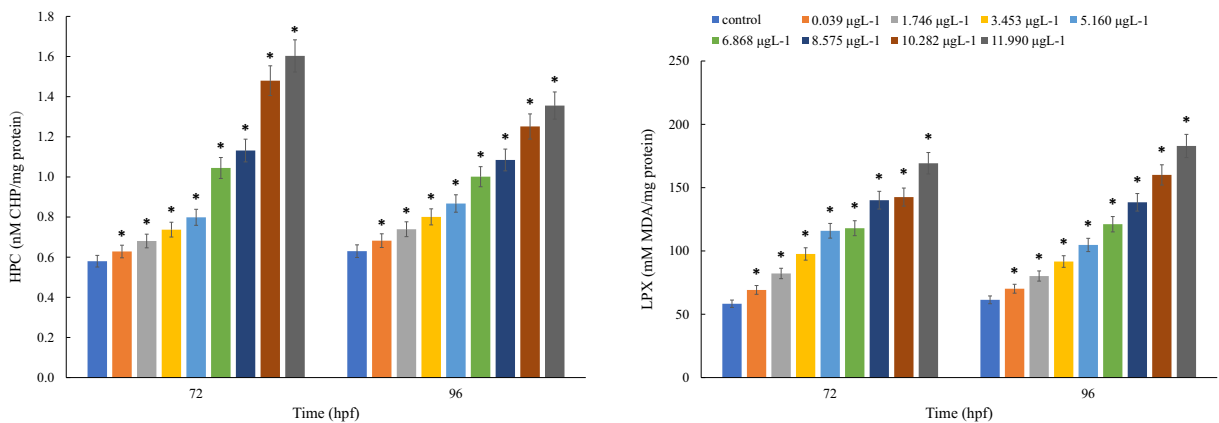 1.8
1.6
1.4
1.2
1.0
0.8
0.6
0.4
0.2
0.0
HPC (nM CHP/mg protein)
* * * * * * * *
* * * * * * * *
72 96
Time (hpf)
control 0.039 µgL-1 1.746 µgL-1 3.453 µgL-1 5.160 µgL-1
6.868 µgL-1 8.575 µgL-1 10.282 µgL-1 11.990 µgL-1
250
200
150
100
50
0
LPX (mM MDA/mg protein)
* * * * * * * *
* * * * * * * *
72 96
Time (hpf)